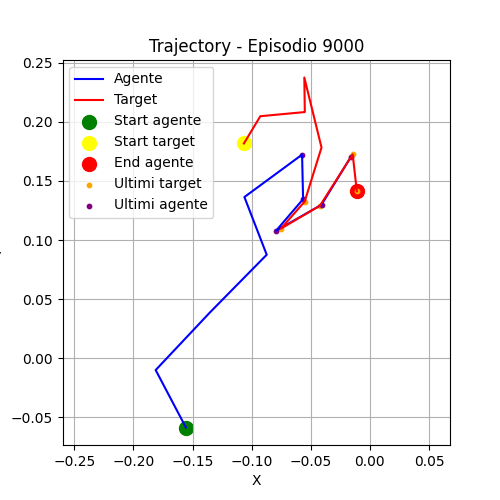 Trajectory - Episodio 9000
Agente
Target
Start agente
Start target
End agente
Ultimi target
Ultimi agente
0.25
0.20
0.15
0.10
0.05
0.00
−0.05
−0.25
−0.20
−0.15
−0.10
−0.05
0.00
0.05
X